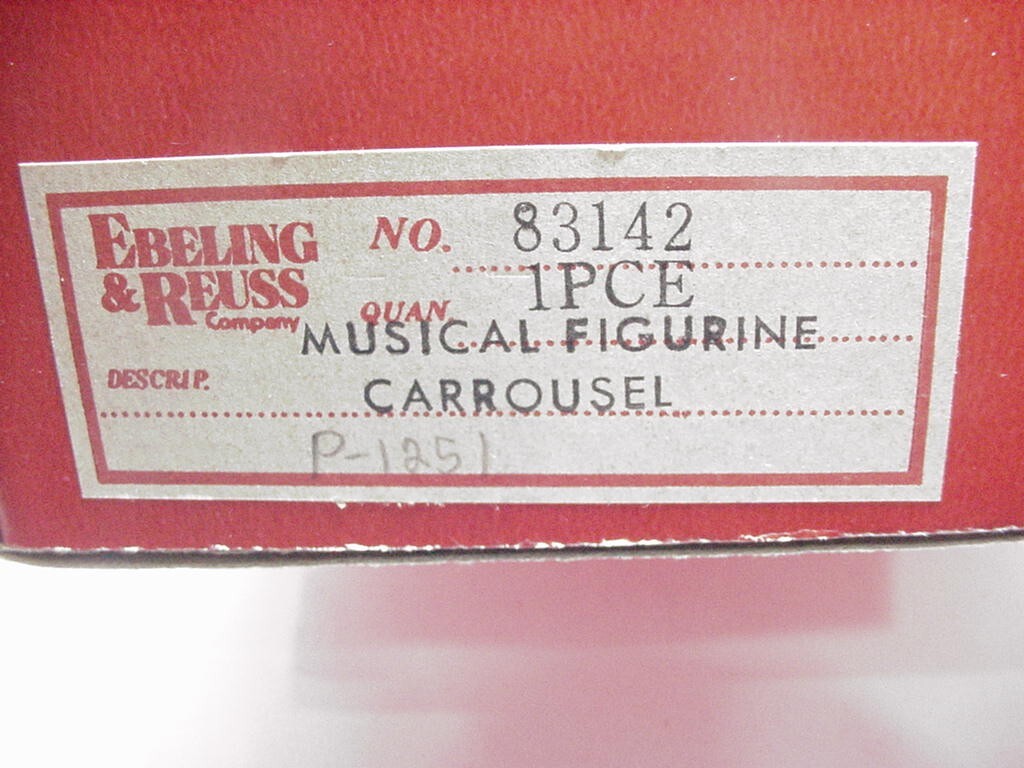 EBELING
& REUSS
Company
NO. 83142
QUAN. 1PCE
MUSICAL FIGURINE
DESCRIP. CARROUSEL
P-1251